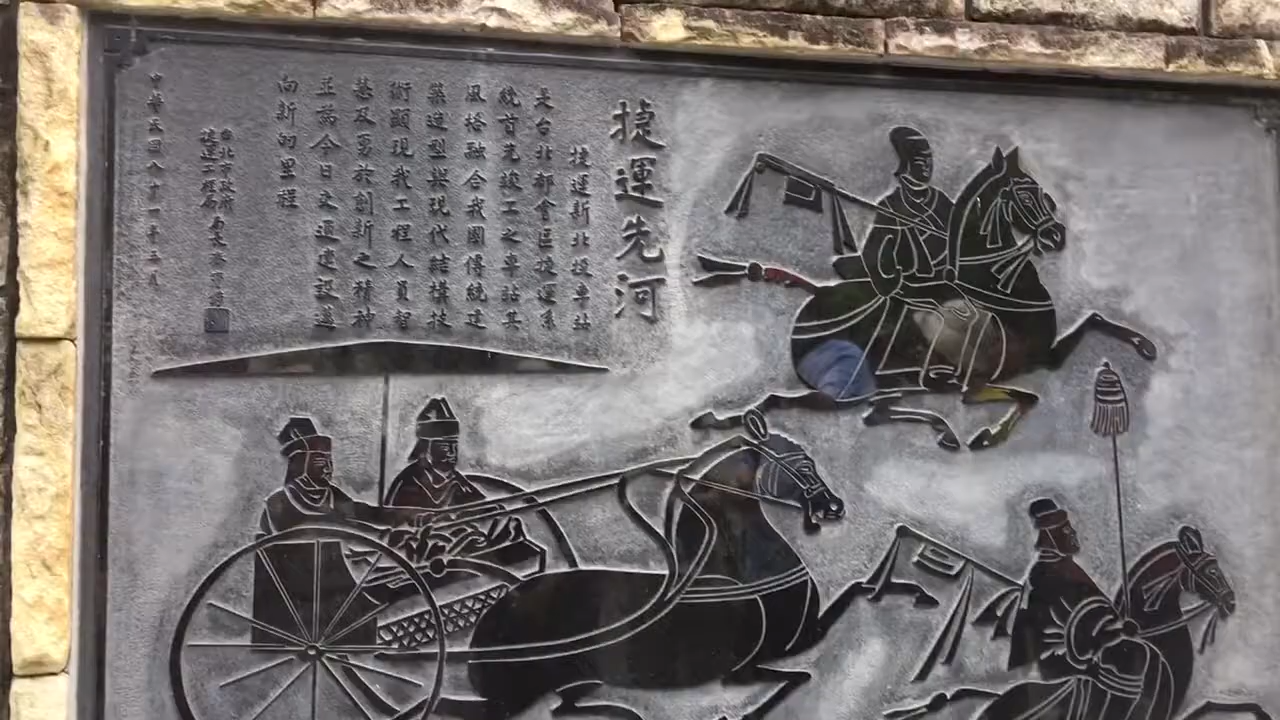 捷運先河
捷運新北投車站
是台北都會區捷運系
統首先竣工之車站其
風格融合我國傳統建
築造型與現代結構技
術顯現我工程人員智
慧及勇於創新之精神
並為今日交通建設邁
向新的里程
台北市政府
捷運工程局
中華民國八十一年三月